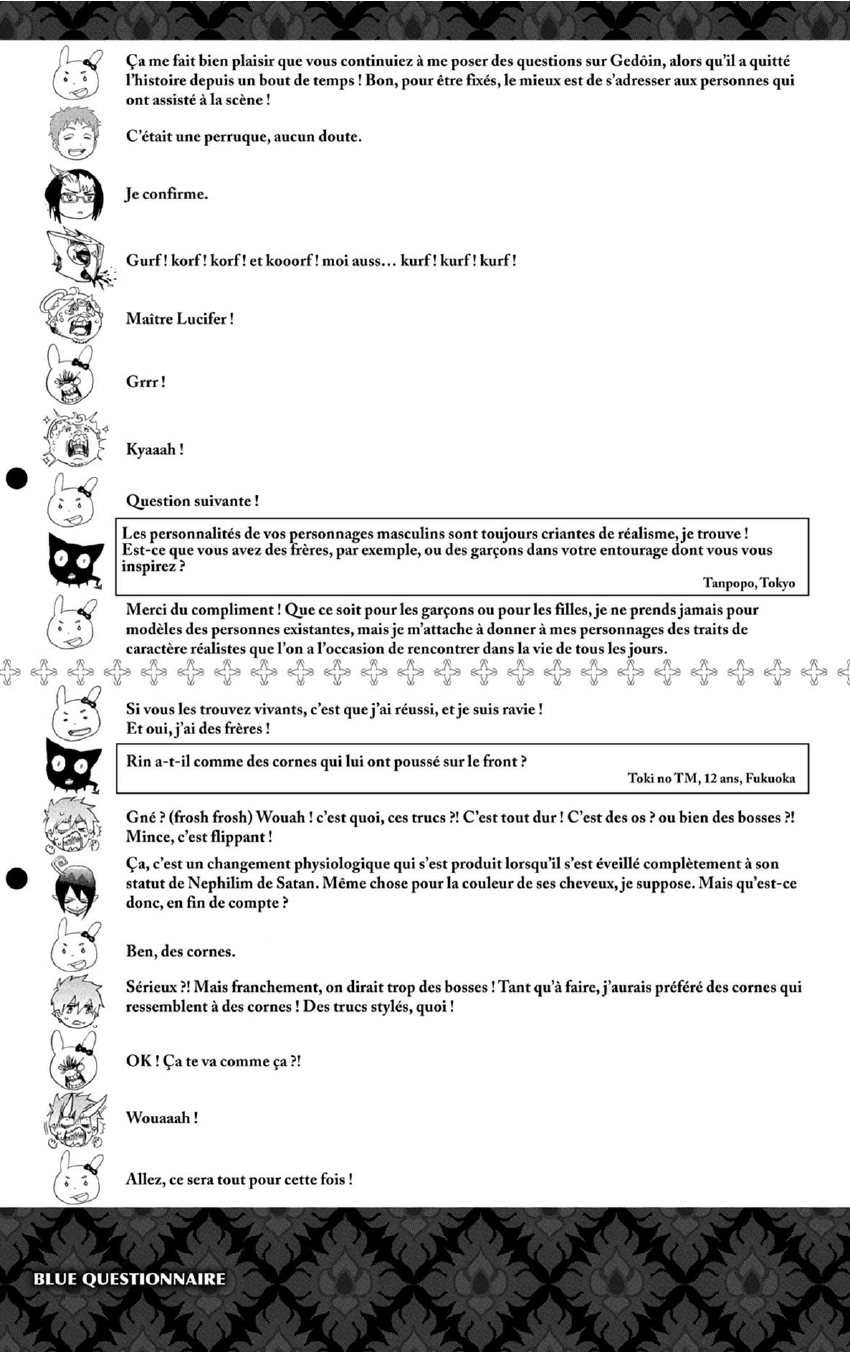 Ça me fait bien plaisir que vous continuiez à me poser des questions sur Gedôin, alors qu'il a quitté
l'histoire depuis un bout de temps ! Bon, pour être fixés, le mieux est de s'adresser aux personnes qui
ont assisté à la scène !
C'était une perruque, aucun doute.
Je confirme.
Gurf ! korf ! korf ! et kooorf ! moi auss… kurf ! kurf ! kurf !
Maître Lucifer !
Grrr !
Kyaaah !
Question suivante !
Les personnalités de vos personnages masculins sont toujours criantes de réalisme, je trouve !
Est-ce que vous avez des frères, par exemple, ou des garçons dans votre entourage dont vous vous
inspirez ?
Tanpopo, Tokyo
Merci du compliment ! Que ce soit pour les garçons ou pour les filles, je ne prends jamais pour
modèles des personnes existantes, mais je m'attache à donner à mes personnages des traits de
caractère réalistes que l'on a l'occasion de rencontrer dans la vie de tous les jours.
Si vous les trouvez vivants, c'est que j'ai réussi, et je suis ravie !
Et oui, j'ai des frères !
Rin a-t-il comme des cornes qui lui ont poussé sur le front ?
Toki no TM, 12 ans, Fukuoka
Gné ? (frosh frosh) Wouah ! c'est quoi, ces trucs ?! C'est tout dur ! C'est des os ? ou bien des bosses ?!
Mince, c'est flippant !
Ça, c'est un changement physiologique qui s'est produit lorsqu'il s'est éveillé complètement à son
statut de Nephilim de Satan. Même chose pour la couleur de ses cheveux, je suppose. Mais qu'est-ce
donc, en fin de compte ?
Ben, des cornes.
Sérieux ?! Mais franchement, on dirait trop des bosses ! Tant qu'à faire, j'aurais préféré des cornes qui
ressemblent à des cornes ! Des trucs stylés, quoi !
OK ! Ça te va comme ça ?!
Wouaaah !
Allez, ce sera tout pour cette fois !
BLUE QUESTIONNAIRE